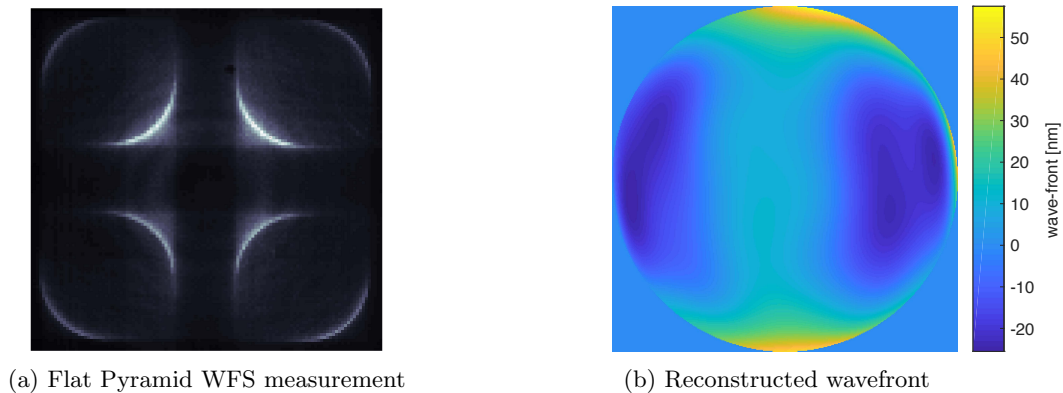 50
40
30
20
10
0
-10
-20
wave-front [nm]
(a) Flat Pyramid WFS measurement
(b) Reconstructed wavefront